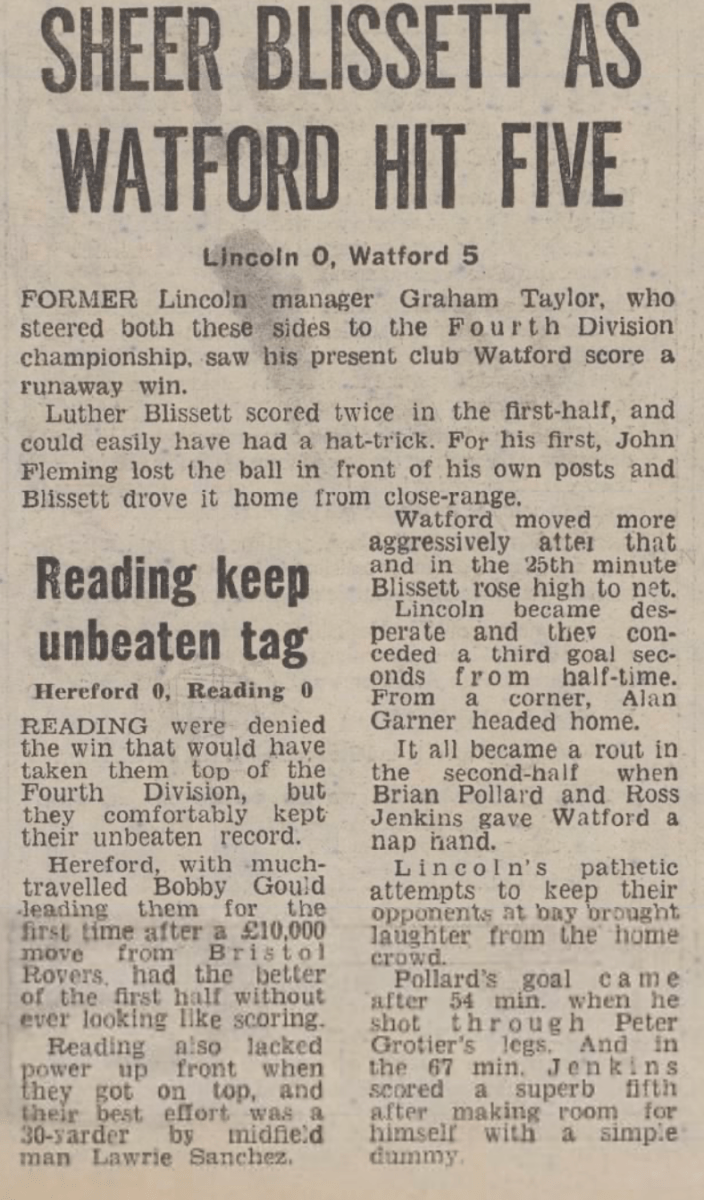 SHEER BLISSETT AS
WATFORD HIT FIVE
Lincoln 0, Watford 5
FORMER Lincoln manager Graham Taylor, who
steered both these sides to the Fourth Division
championship, saw his present club Watford score a
runaway win.
Luther Blissett scored twice in the first-half, and
could easily have had a hat-trick. For his first, John
Fleming lost the ball in front of his own posts and
Blissett drove it home from close-range.
Watford moved more
aggressively after that
and in the 25th minute
Blissett rose high to net.
Lincoln became des-
perate and they con-
ceded a third goal sec-
onds from half-time.
From a corner, Alan
Garner headed home.
It all became a rout in
the second-half when
Brian Pollard and Ross
Jenkins gave Watford a
nap hand.
Lincoln's pathetic
attempts to keep their
opponents at bay brought
laughter from the home
crowd.
Pollard's goal came
after 54 min. when he
shot through Peter
Grotier's legs. And in
the 67 min. Jenkins
scored a superb fifth
after making room for
himself with a simple
dummy.
Reading keep
unbeaten tag
Hereford 0, Reading 0
READING were denied
the win that would have
taken them top of the
Fourth Division, but
they comfortably kept
their unbeaten record.
Hereford, with much-
travelled Bobby Gould
leading them for the
first time after a £10,000
move from Bristol
Rovers, had the better
of the first half without
ever looking like scoring.
Reading also lacked
power up front when
they got on top, and
their best effort was a
30-yarder by midfield
man Lawrie Sanchez.